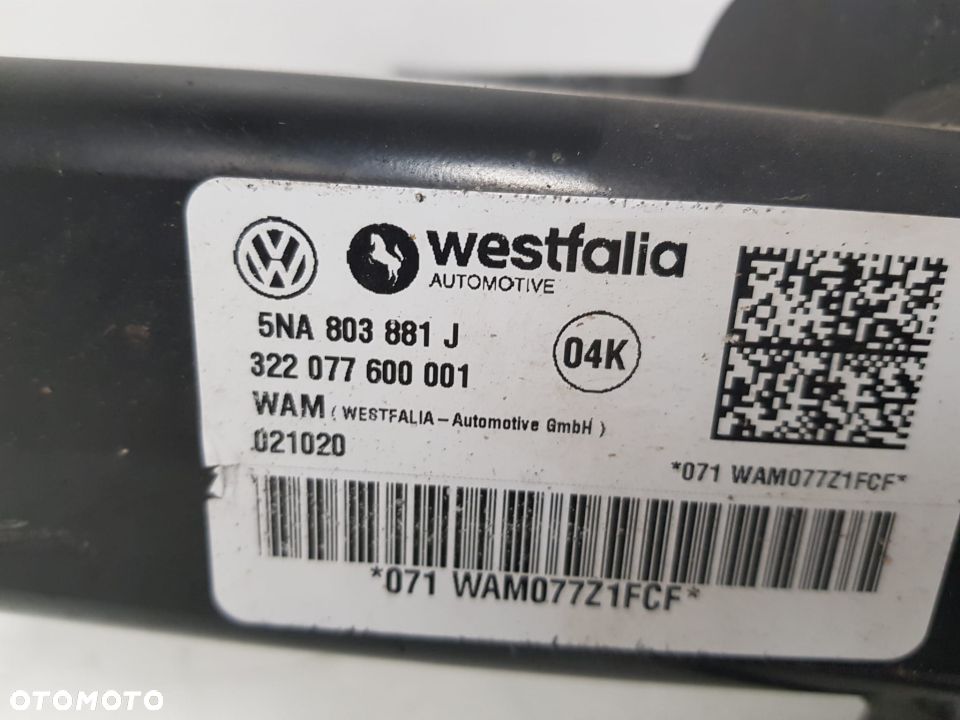 westfalia
AUTOMOTIVE
5NA 803 881 J
322 077 600 001
04K
WAM ( WESTFALIA-Automotive GmbH )
021020
*071 WAM077Z1FCF*
*071 WAM077Z1FCF*
OTOMOTO